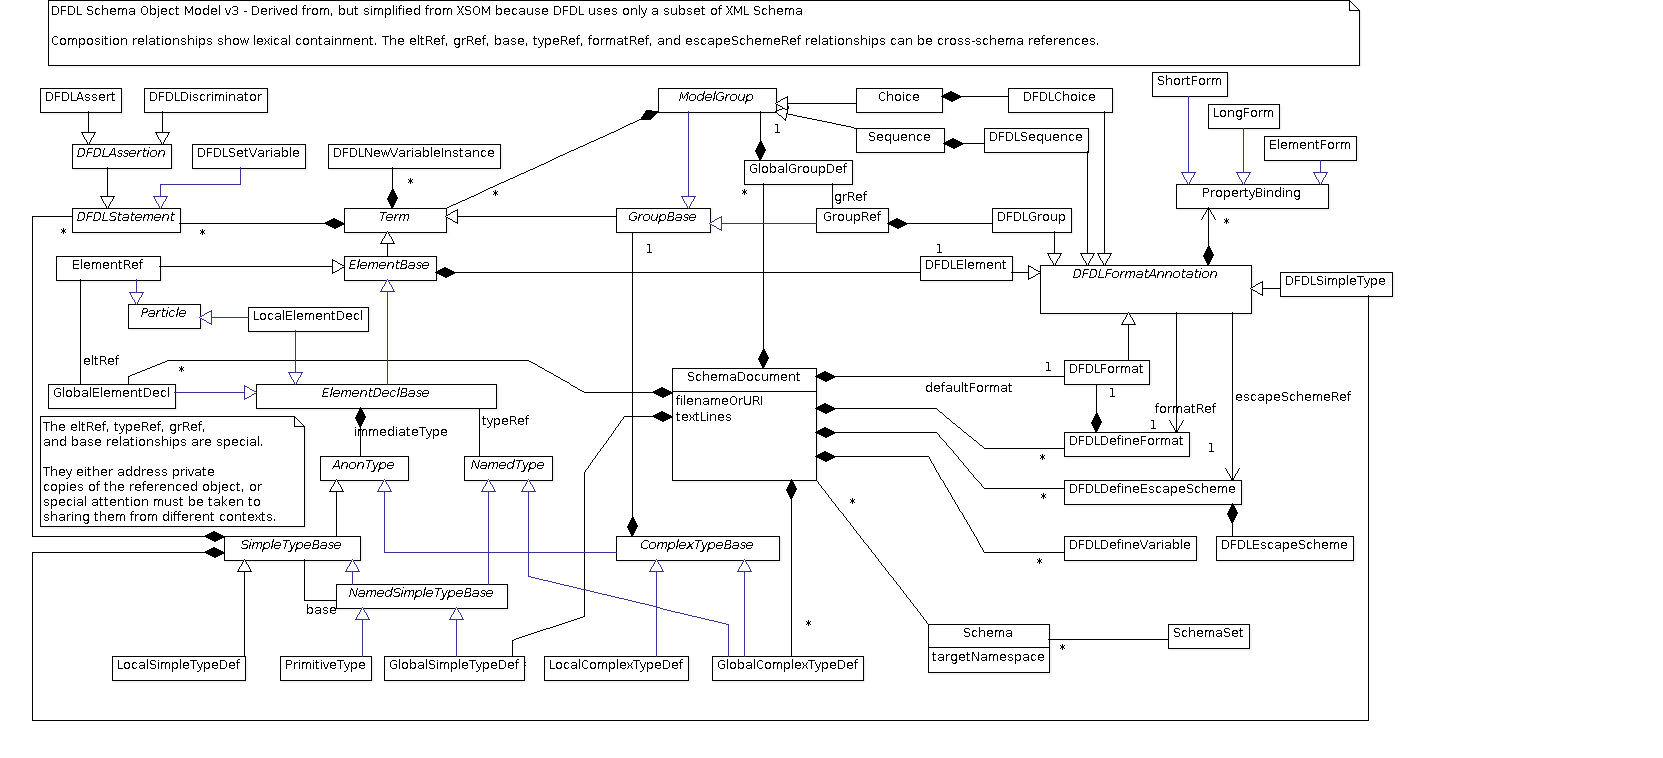 DFDL Schema Object Model v3 - Derived from, but simplified from XSOM because DFDL uses only a subset of XML Schema
Composition relationships show lexical containment. The eltRef, grRef, base, typeRef, formatRef, and escapeSchemeRef relationships can be cross-schema references.
ShortForm
DFDLAssert
DFDLDiscriminator
ModelGroup
Choice
DFDLChoice
LongForm
1
Sequence
DFDLSequence
ElementForm
DFDLAssertion
DFDLSetVariable
DFDLNewVariableInstance
GlobalGroupDef
*
*
*
grRef
PropertyBinding
DFDLStatement
Term
GroupBase
GroupRef
DFDLGroup
*
*
*
1
1
ElementRef
ElementBase
DFDLElement
DFDLFormatAnnotation
DFDLSimpleType
Particle
LocalElementDecl
eltRef
*
1
DFDLFormat
SchemaDocument
defaultFormat
GlobalElementDecl
ElementDeclBase
1
escapeSchemeRef
filenameOrURI
textLines
formatRef
typeRef
immediateType
1
The eltRef, typeRef, grRef,
and base relationships are special.
They either address private
copies of the referenced object, or
special attention must be taken to
sharing them from different contexts.
DFDLDefineFormat
1
*
AnonType
NamedType
DFDLDefineEscapeScheme
*
*
SimpleTypeBase
ComplexTypeBase
DFDLDefineVariable
DFDLEscapeScheme
*
NamedSimpleTypeBase
base
*
Schema
SchemaSet
*
LocalSimpleTypeDef
PrimitiveType
GlobalSimpleTypeDef
LocalComplexTypeDef
GlobalComplexTypeDef
targetNamespace